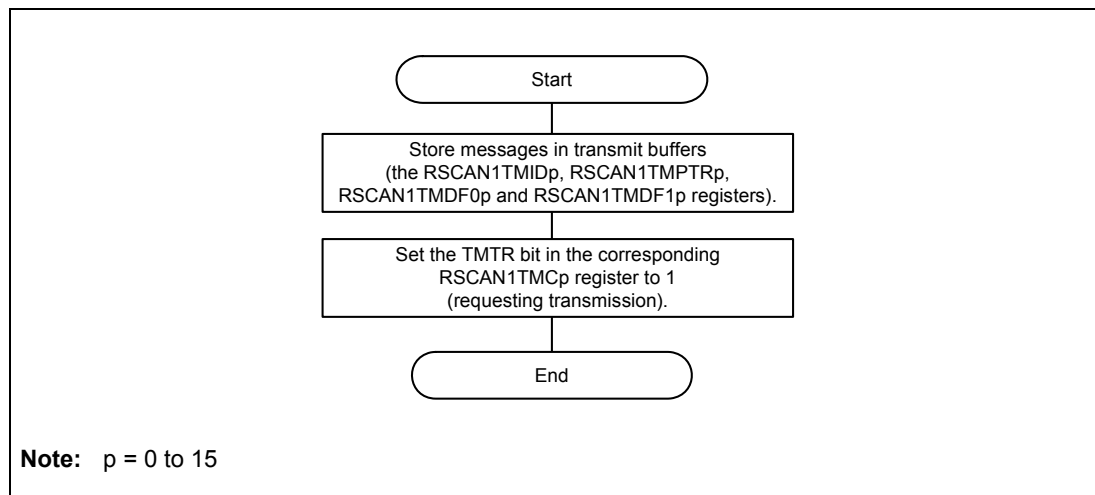 Start
Store messages in transmit buffers
(the RSCAN1TMIDp, RSCAN1TMPTRp,
RSCAN1TMDF0p and RSCAN1TMDF1p registers).
Set the TMTR bit in the corresponding
RSCAN1TMCp register to 1
(requesting transmission).
End
Note: p = 0 to 15